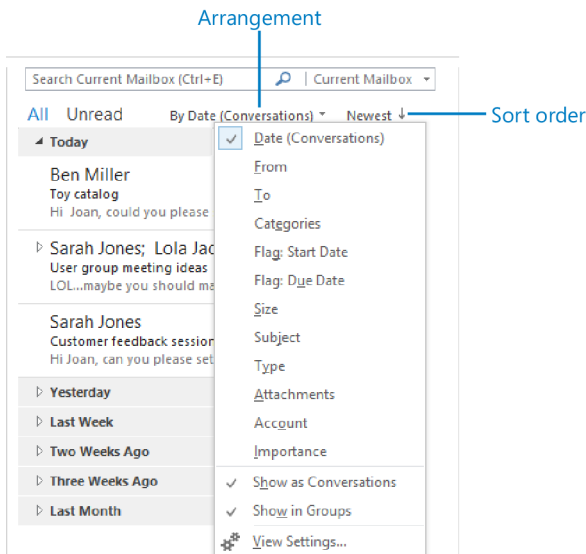 Arrangement
Search Current Mailbox (Ctrl+E) Current Mailbox
All Unread By Date (Conversations) Newest ↓ Sort order
Today
Ben Miller
Toy catalog
Hi Joan, could you please
Sarah Jones; Lola Jac
User group meeting ideas
LOL...maybe you should ma
Sarah Jones
Customer feedback session
Hi Joan, can you please set
Yesterday
Last Week
Two Weeks Ago
Three Weeks Ago
Last Month
Date (Conversations)
From
To
Categories
Flag: Start Date
Flag: Due Date
Size
Subject
Type
Attachments
Account
Importance
Show as Conversations
Show in Groups
View Settings...